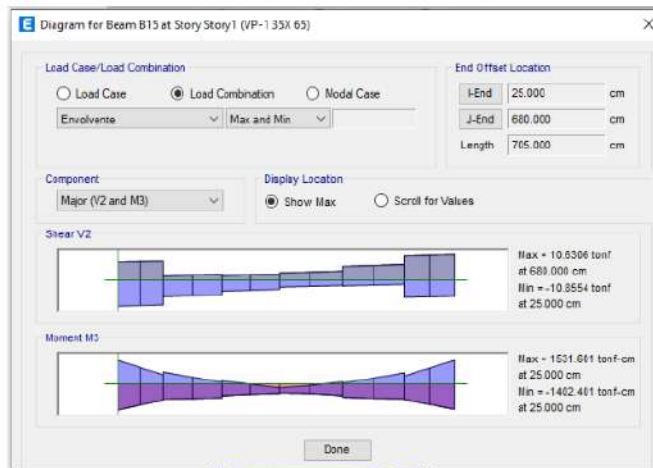 E Diagram for Beam B15 at Story Story1 (VP-1 35X 65)
Load Case/Load Combination
Load Case Load Combination Nodal Case
Envolvente Max and Min
End Offset Location
I-End 25.000 cm
J-End 680.000 cm
Length 705.000 cm
Component
Major (V2 and M3)
Display Location
Show Max Scroll for Values
Shear V2
Max = 10.6306 tonf
at 680.000 cm
Min = -10.8554 tonf
at 25.000 cm
Moment M3
Max = 1531.601 tonf-cm
at 25.000 cm
Min = -1402.401 tonf-cm
at 25.000 cm
Done